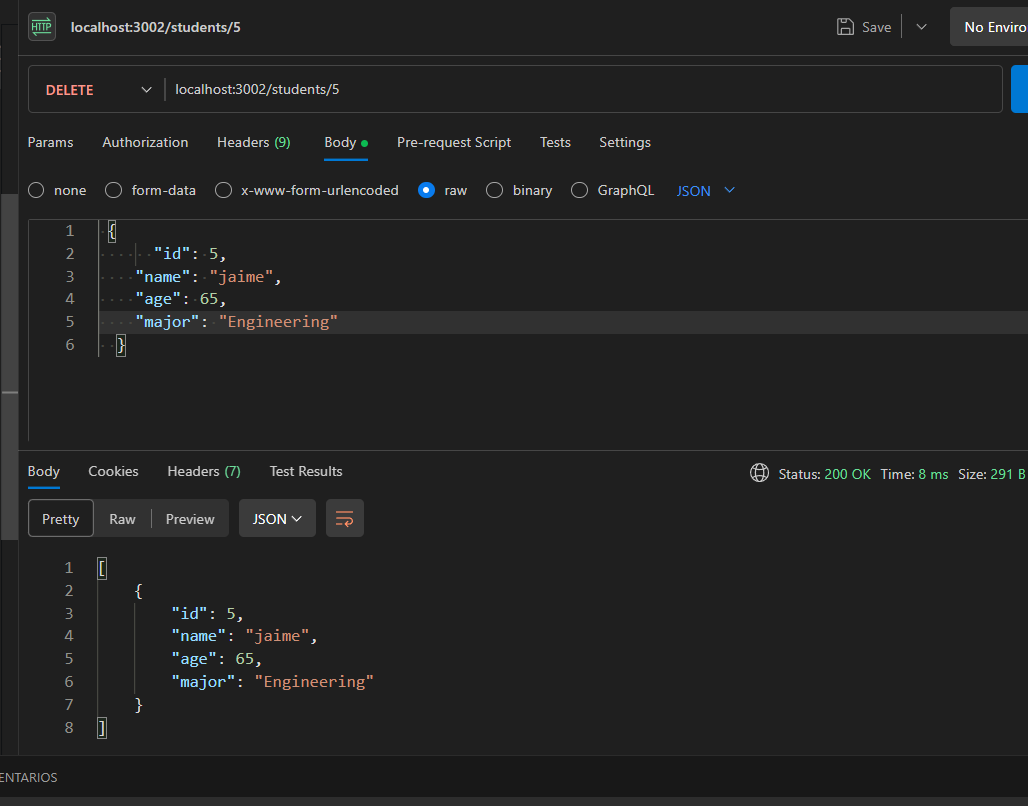 HTTP localhost:3002/students/5 Save No Enviro
DELETE localhost:3002/students/5
Params Authorization Headers (9) Body Pre-request Script Tests Settings
none form-data x-www-form-urlencoded raw binary GraphQL JSON
1 {
2 "id": 5,
3 "name": "jaime",
4 "age": 65,
5 "major": "Engineering"
6 }
Body Cookies Headers (7) Test Results Status: 200 OK Time: 8 ms Size: 291 B
Pretty Raw Preview JSON
1 [
2 {
3 "id": 5,
4 "name": "jaime",
5 "age": 65,
6 "major": "Engineering"
7 }
8 ]
ENTARIOS